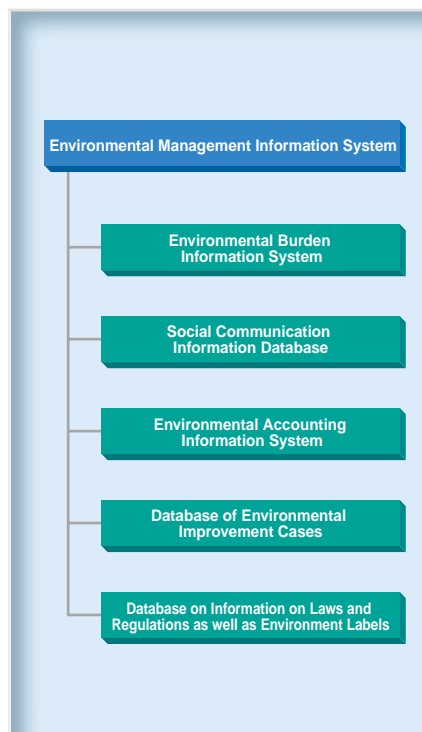 Environmental Management Information System
Environmental Burden
Information System
Social Communication
Information Database
Environmental Accounting
Information System
Database of Environmental
Improvement Cases
Database on Information on Laws and
Regulations as well as Environment Labels